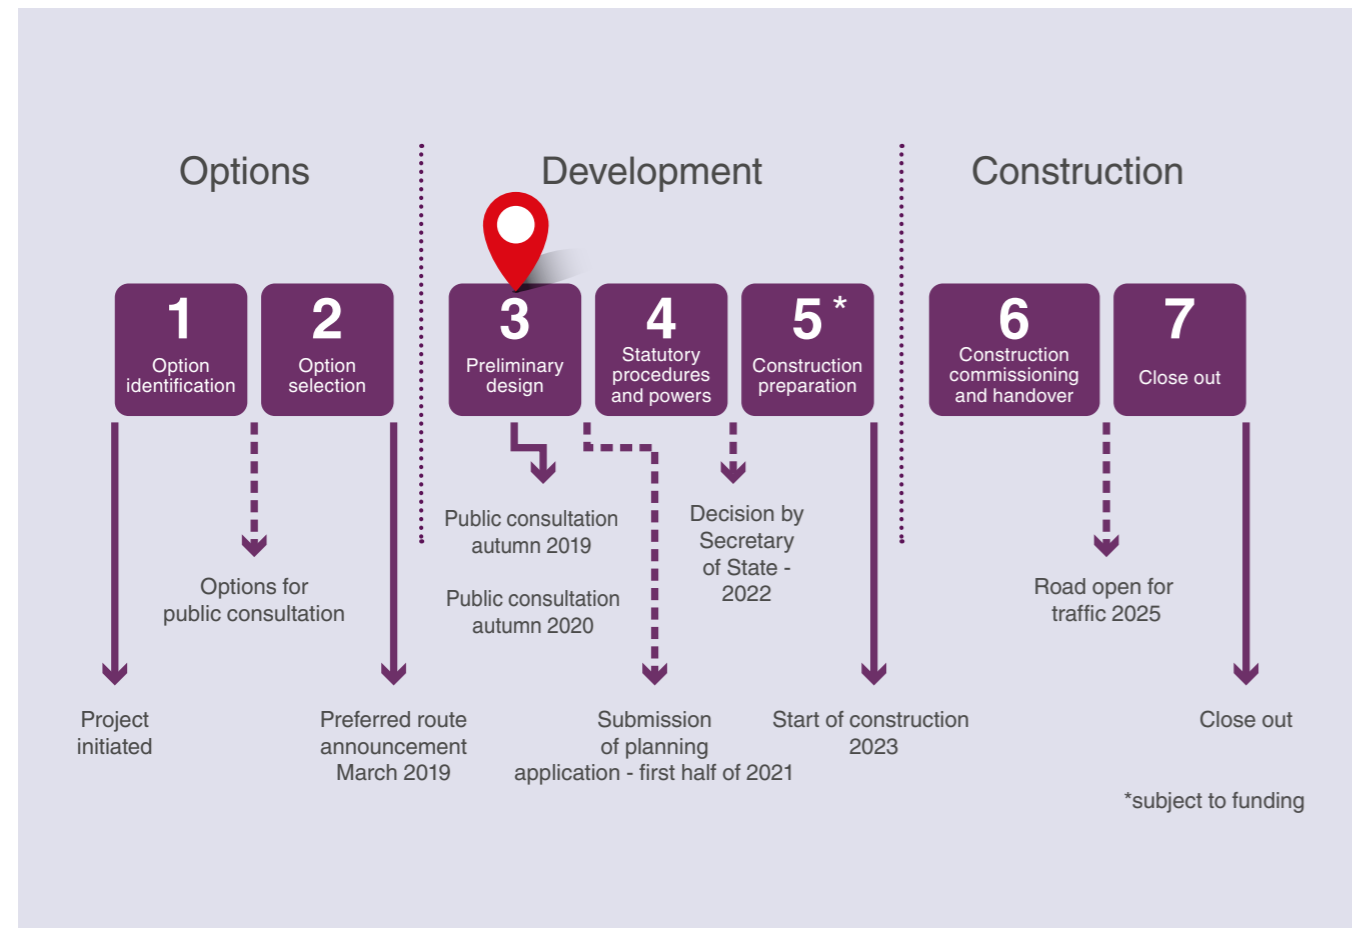 Options
Development
Construction
1
Option
identification
2
Option
selection
3
Preliminary
design
4
Statutory
procedures
and powers
5 *
Construction
preparation
6
Construction
commissioning
and handover
7
Close out
Project
initiated
Options for
public consultation
Preferred route
announcement
March 2019
Public consultation
autumn 2019
Public consultation
autumn 2020
Submission
of planning
application - first half of 2021
Decision by
Secretary
of State -
2022
Start of construction
2023
Road open for
traffic 2025
Close out
*subject to funding